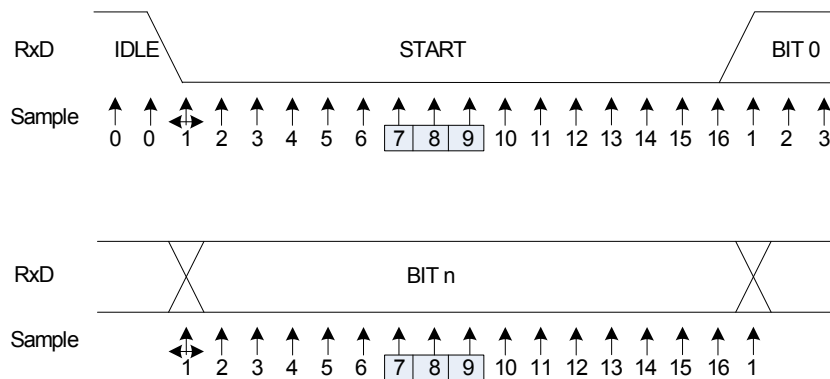 RxD IDLE START BIT 0
Sample
0 0 1 2 3 4 5 6 7 8 9 10 11 12 13 14 15 16 1 2 3
RxD BIT n
Sample
1 2 3 4 5 6 7 8 9 10 11 12 13 14 15 16 1